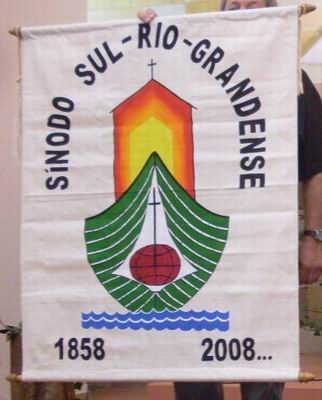 SÍNODO SUL-RIO-GRANDENSE
1858 2008...